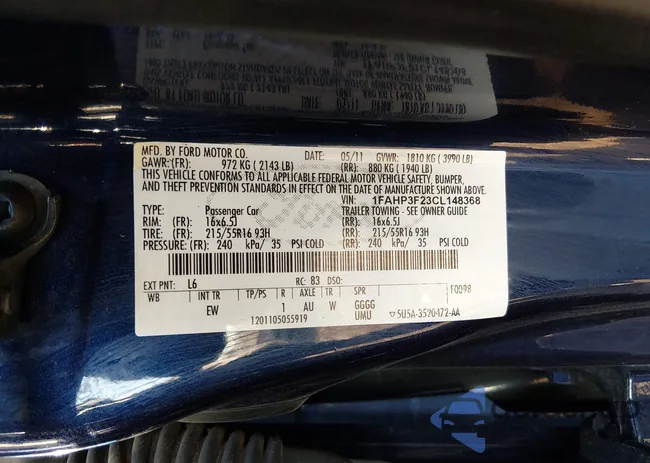 MFD. BY FORD MOTOR CO.
DATE: 05/11 GVWR: 1810 KG ( 3990 LB)
GAWR:(FR): 972 KG ( 2143 LB) (RR): 880 KG ( 1940 LB)
THIS VEHICLE CONFORMS TO ALL APPLICABLE FEDERAL MOTOR VEHICLE SAFETY, BUMPER,
AND THEFT PREVENTION STANDARDS IN EFFECT ON THE DATE OF MANUFACTURE SHOWN ABOVE.
VIN: 1FAHP3F23CL148368
TYPE: Passenger Car TRAILER TOWING - SEE OWNER GUIDE
RIM: (FR): 16x6.5J (RR): 16x6.5J
TIRE: (FR): 215/55R16 93H (RR): 215/55R16 93H
PRESSURE: (FR): 240 kPa/ 35 PSI COLD (RR): 240 kPa/ 35 PSI COLD
EXT PNT: L6 RC: 83 DSO:
WB INT TR TP/PS R AXLE TR SPR F0098
EW 1 AU W GGGG
UMU
1201105055919 5U5A-3520472-AA